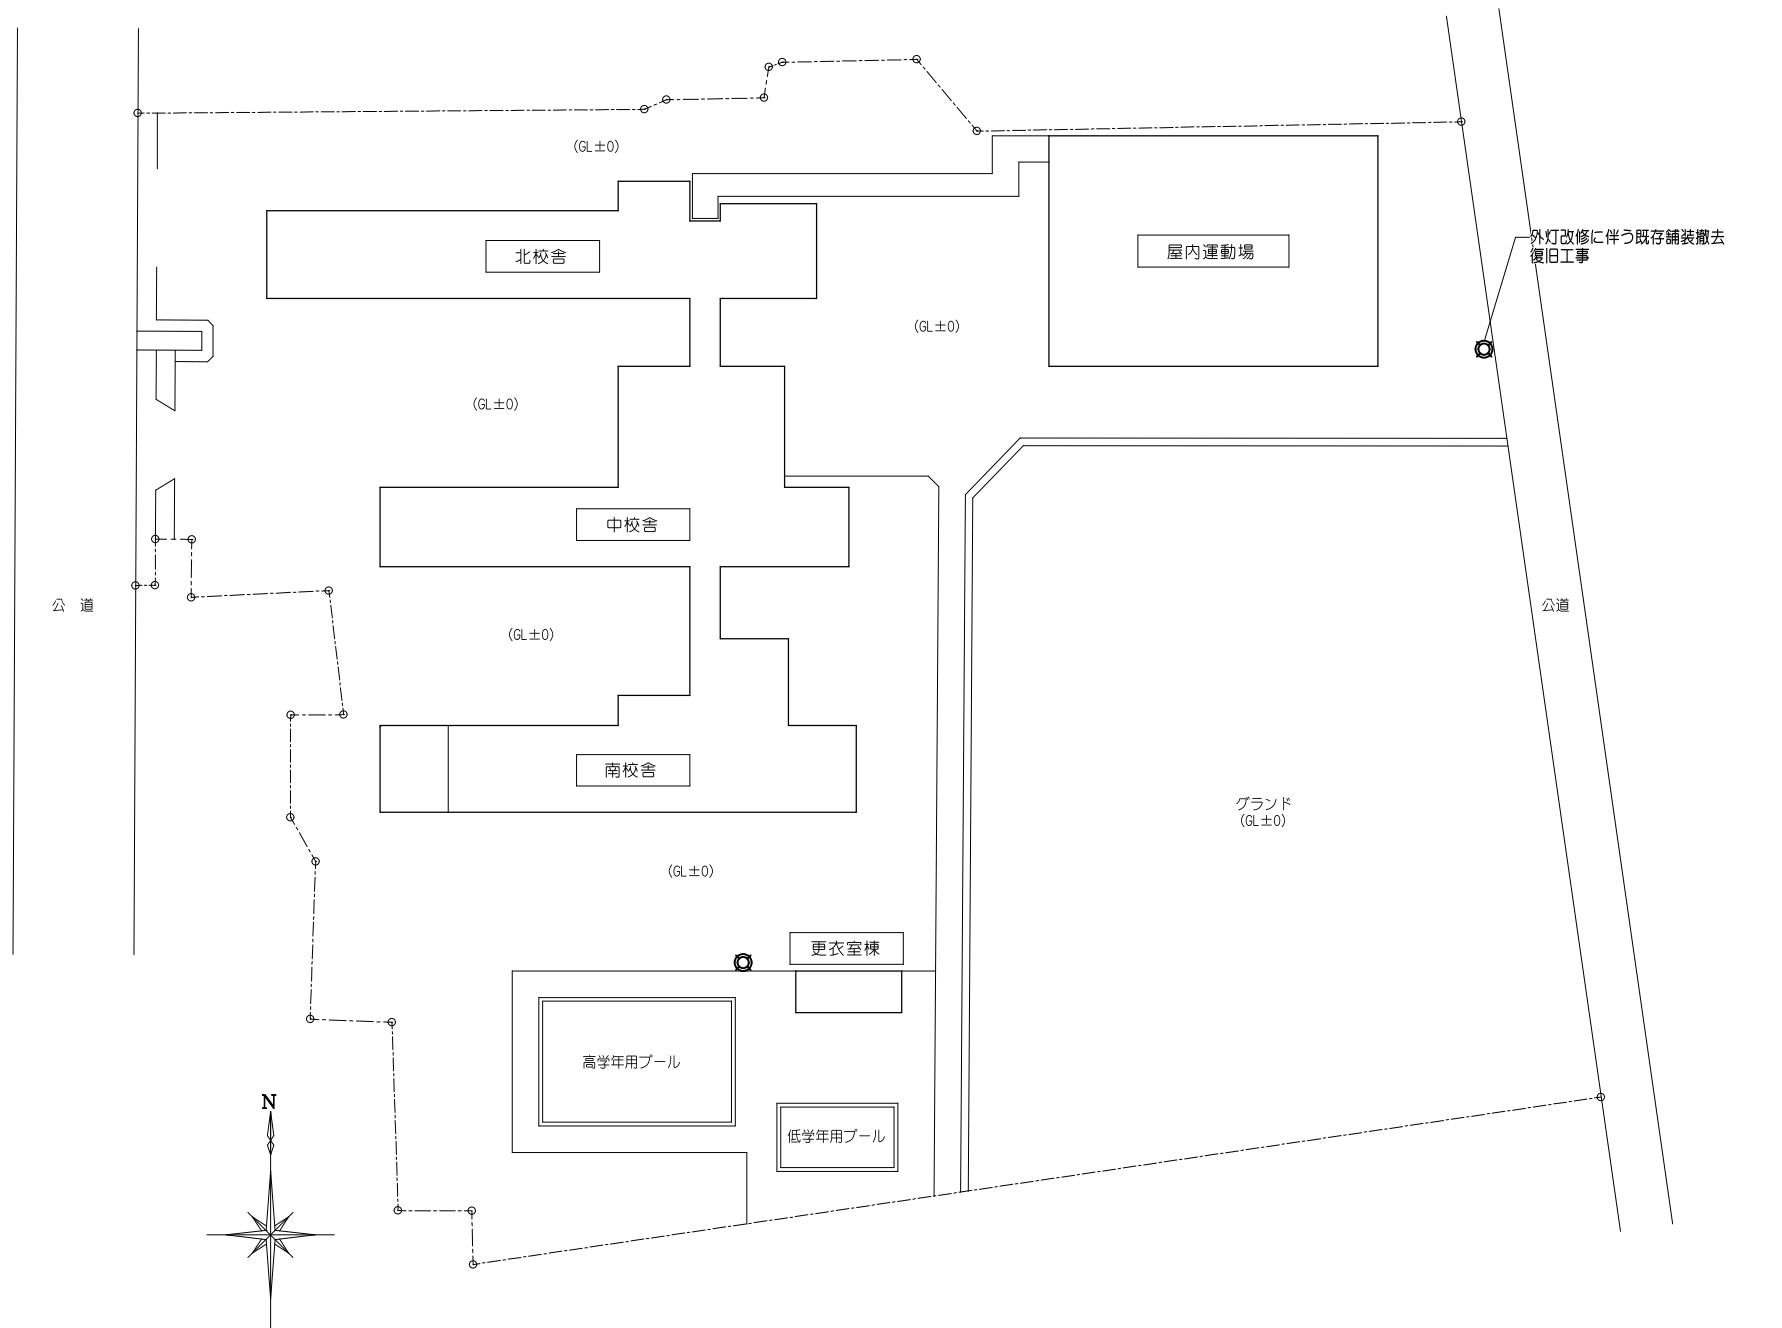 (GL±0)
外灯改修に伴う既存舗装撤去
復旧工事
北校舎
屋内運動場
(GL±0)
(GL±0)
中校舎
公　道
公道
(GL±0)
南校舎
グランド
(GL±0)
(GL±0)
更衣室棟
高学年用プール
低学年用プール
N